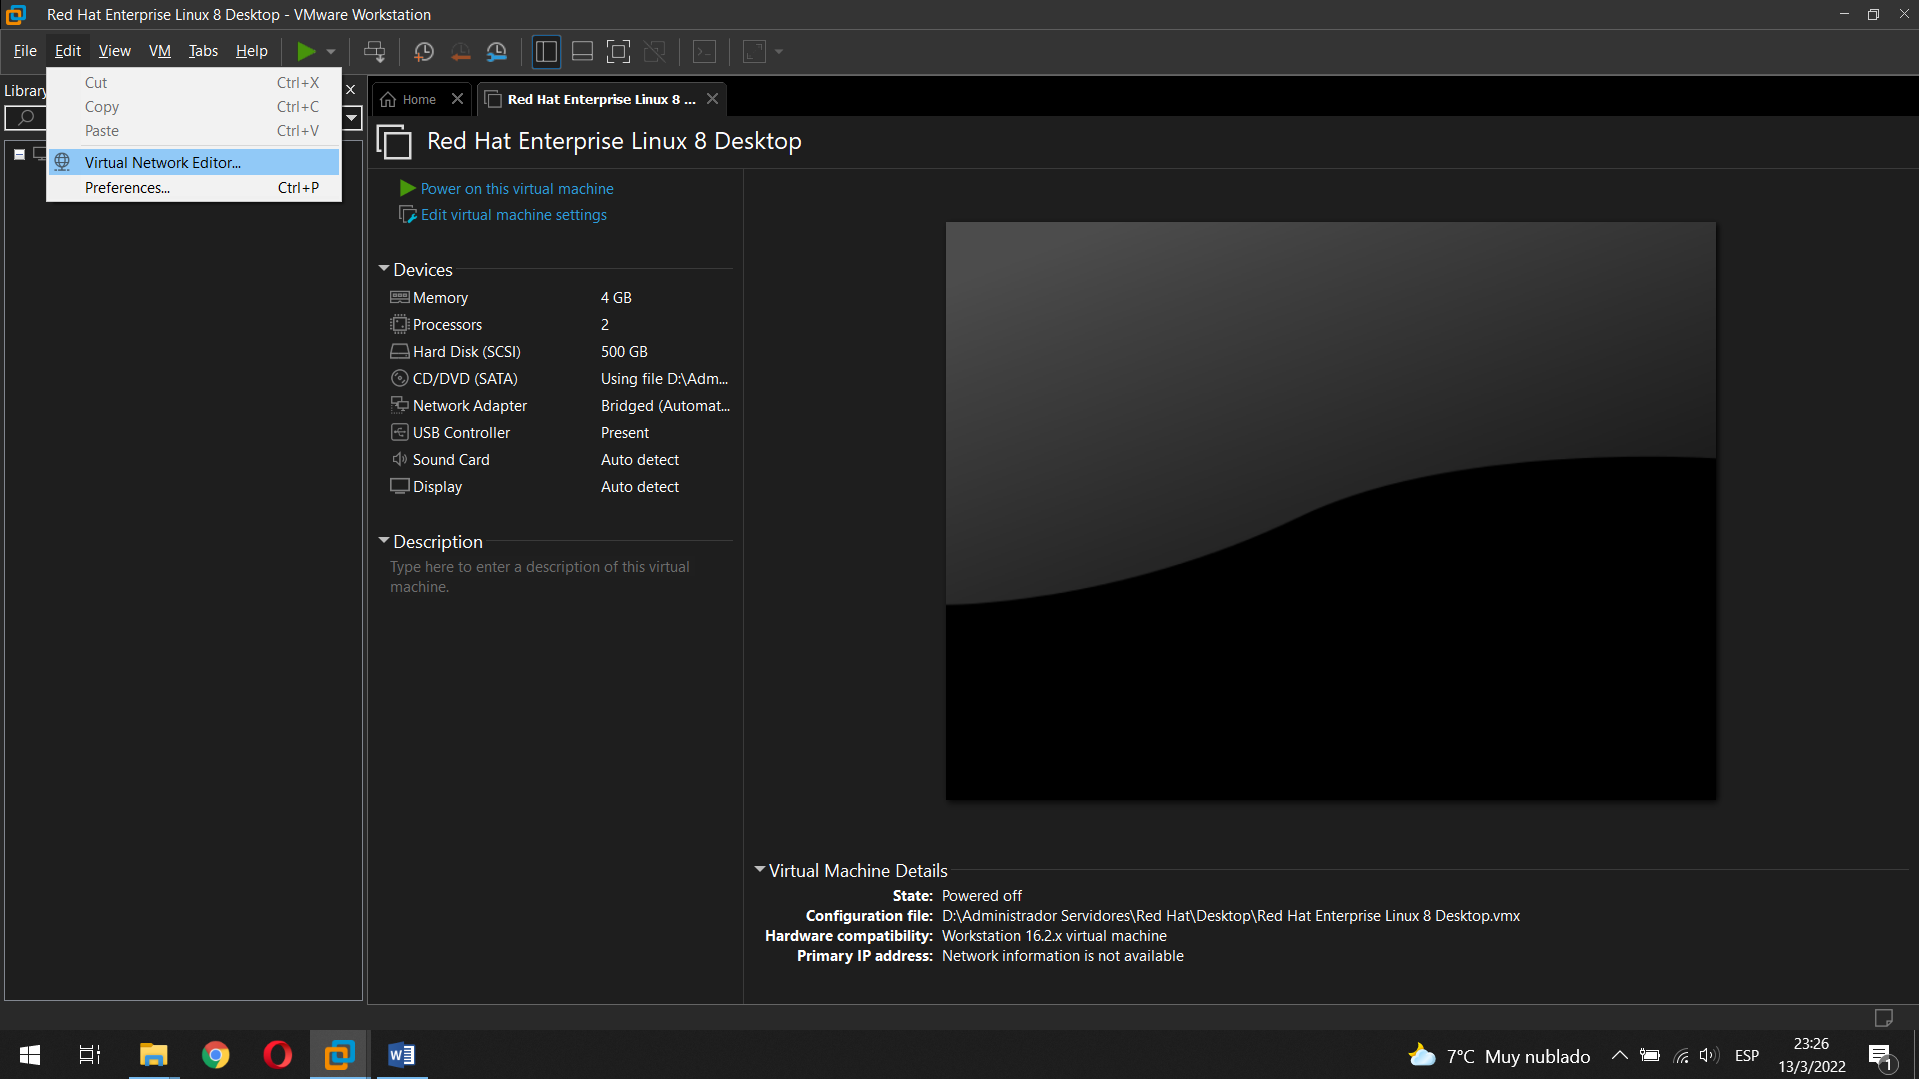 Red Hat Enterprise Linux 8 Desktop - VMware Workstation
File Edit View VM Tabs Help
Library
Cut Ctrl+X
Copy Ctrl+C
Paste Ctrl+V
Virtual Network Editor...
Preferences... Ctrl+P
Home
Red Hat Enterprise Linux 8 ...
Red Hat Enterprise Linux 8 Desktop
Power on this virtual machine
Edit virtual machine settings
Devices
Memory 4 GB
Processors 2
Hard Disk (SCSI) 500 GB
CD/DVD (SATA) Using file D:\Adm...
Network Adapter Bridged (Automat...
USB Controller Present
Sound Card Auto detect
Display Auto detect
Description
Type here to enter a description of this virtual
machine.
Virtual Machine Details
State: Powered off
Configuration file: D:\Administrador Servidores\Red Hat\Desktop\Red Hat Enterprise Linux 8 Desktop.vmx
Hardware compatibility: Workstation 16.2.x virtual machine
Primary IP address: Network information is not available
7°C Muy nublado
ESP
23:26
13/3/2022
1